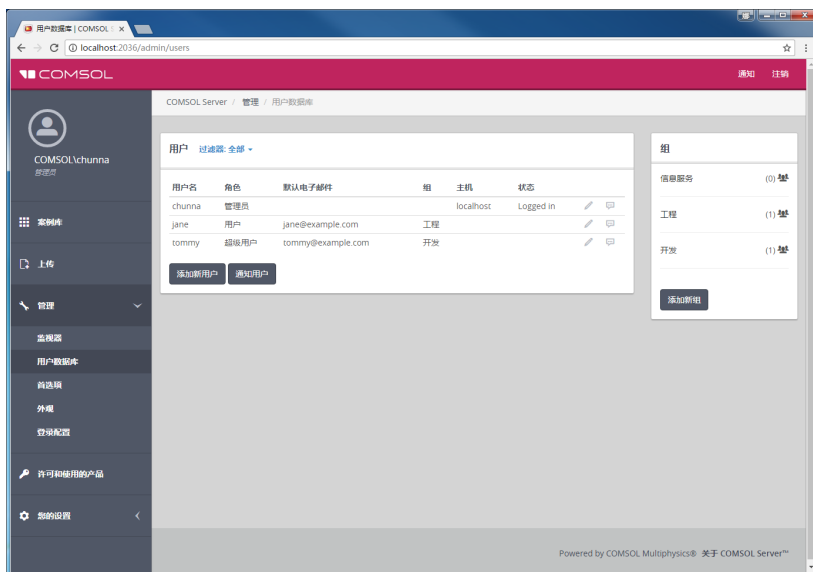 用户数据库 | COMSOL S
localhost:2036/admin/users
COMSOL
通知 注销
COMSOL Server / 管理 / 用户数据库
COMSOL\chunna
管理员
案例库
上传
管理
监视器
用户数据库
首选项
外观
登录配置
许可和使用的产品
您的设置
用户 过滤器: 全部
用户名 角色 默认电子邮件 组 主机 状态
chunna 管理员 localhost Logged in
jane 用户 jane@example.com 工程
tommy 超级用户 tommy@example.com 开发
添加新用户 通知用户
组
信息服务 (0)
工程 (1)
开发 (1)
添加新组
Powered by COMSOL Multiphysics® 关于 COMSOL Server™